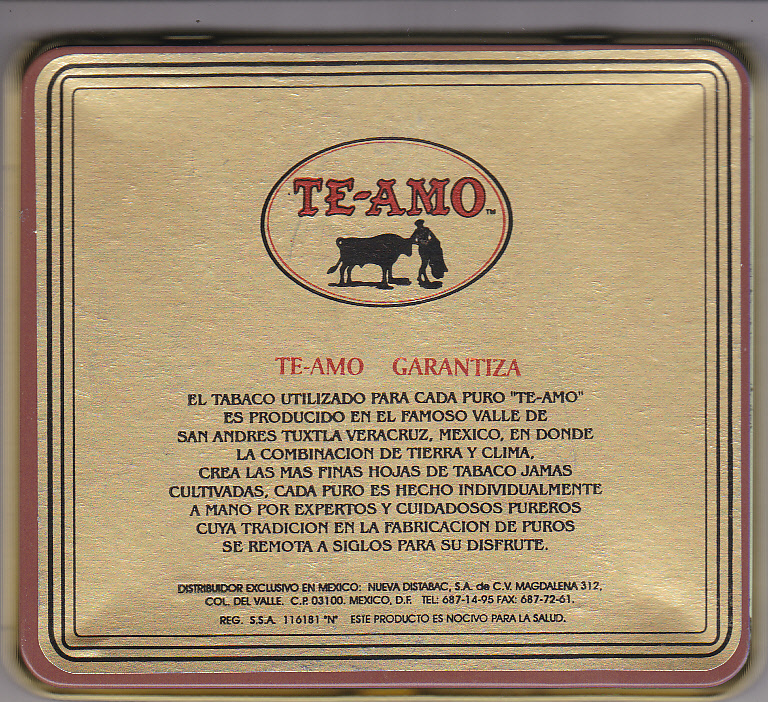 TE-AMO™
TE-AMO GARANTIZA
EL TABACO UTILIZADO PARA CADA PURO "TE-AMO"
ES PRODUCIDO EN EL FAMOSO VALLE DE
SAN ANDRES TUXTLA VERACRUZ, MEXICO, EN DONDE
LA COMBINACION DE TIERRA Y CLIMA,
CREA LAS MAS FINAS HOJAS DE TABACO JAMAS
CULTIVADAS, CADA PURO ES HECHO INDIVIDUALMENTE
A MANO POR EXPERTOS Y CUIDADOSOS PUREROS
CUYA TRADICION EN LA FABRICACION DE PUROS
SE REMOTA A SIGLOS PARA SU DISFRUTE.
DISTRIBUIDOR EXCLUSIVO EN MEXICO: NUEVA DISTABAC, S.A. de C.V. MAGDALENA 312,
COL. DEL VALLE. C.P. 03100. MEXICO, D.F. TEL: 687-14-95 FAX: 687-72-61.
REG. S.S.A. 116181 "N" ESTE PRODUCTO ES NOCIVO PARA LA SALUD.